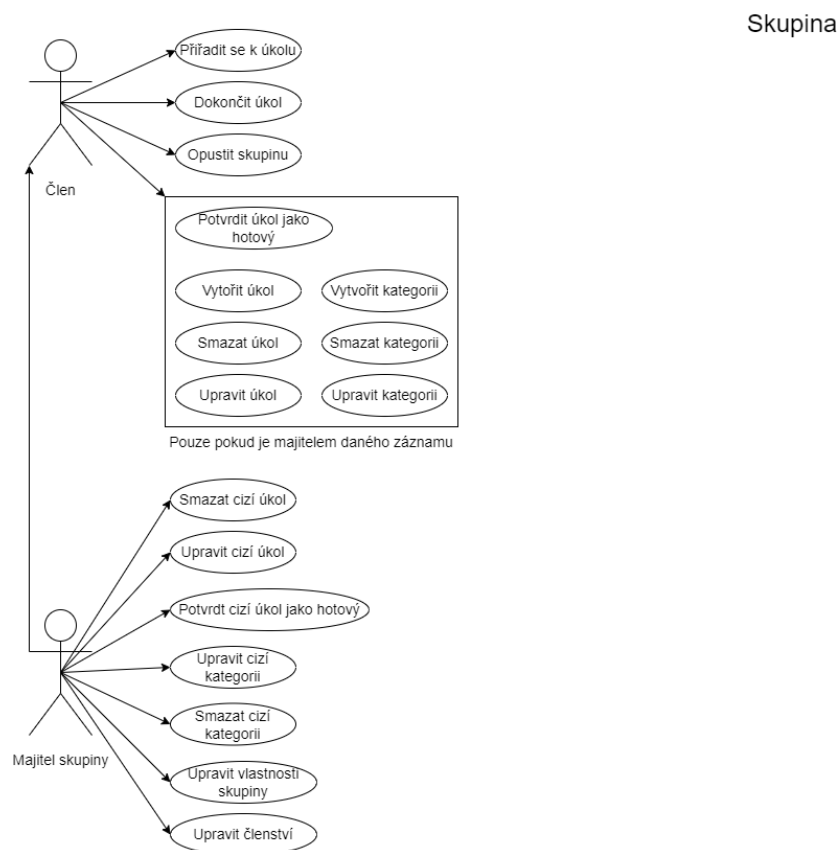 Skupina
Přiřadit se k úkolu
Dokončit úkol
Opustit skupinu
Člen
Potvrdit úkol jako
hotový
Vytořit úkol
Vytvořit kategorii
Smazat úkol
Smazat kategorii
Upravit úkol
Upravit kategorii
Pouze pokud je majitelem daného záznamu
Smazat cizí úkol
Upravit cizí úkol
Potvrdt cizí úkol jako hotový
Upravit cizí
kategorii
Smazat cizí
kategorii
Majitel skupiny
Upravit vlastnosti
skupiny
Upravit členství